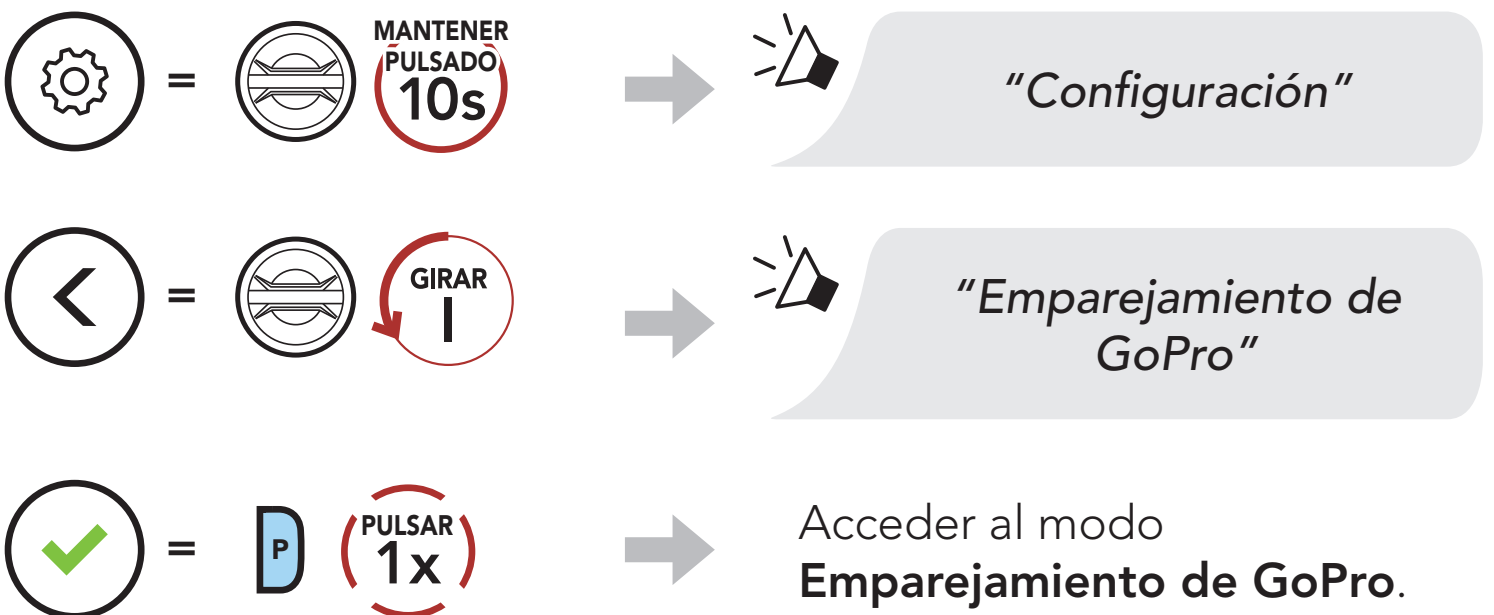 =
MANTENER
PULSADO
10s
“Configuración”
=
GIRAR
I
“Emparejamiento de
GoPro”
=
P
PULSAR
1x
Acceder al modo
Emparejamiento de GoPro.